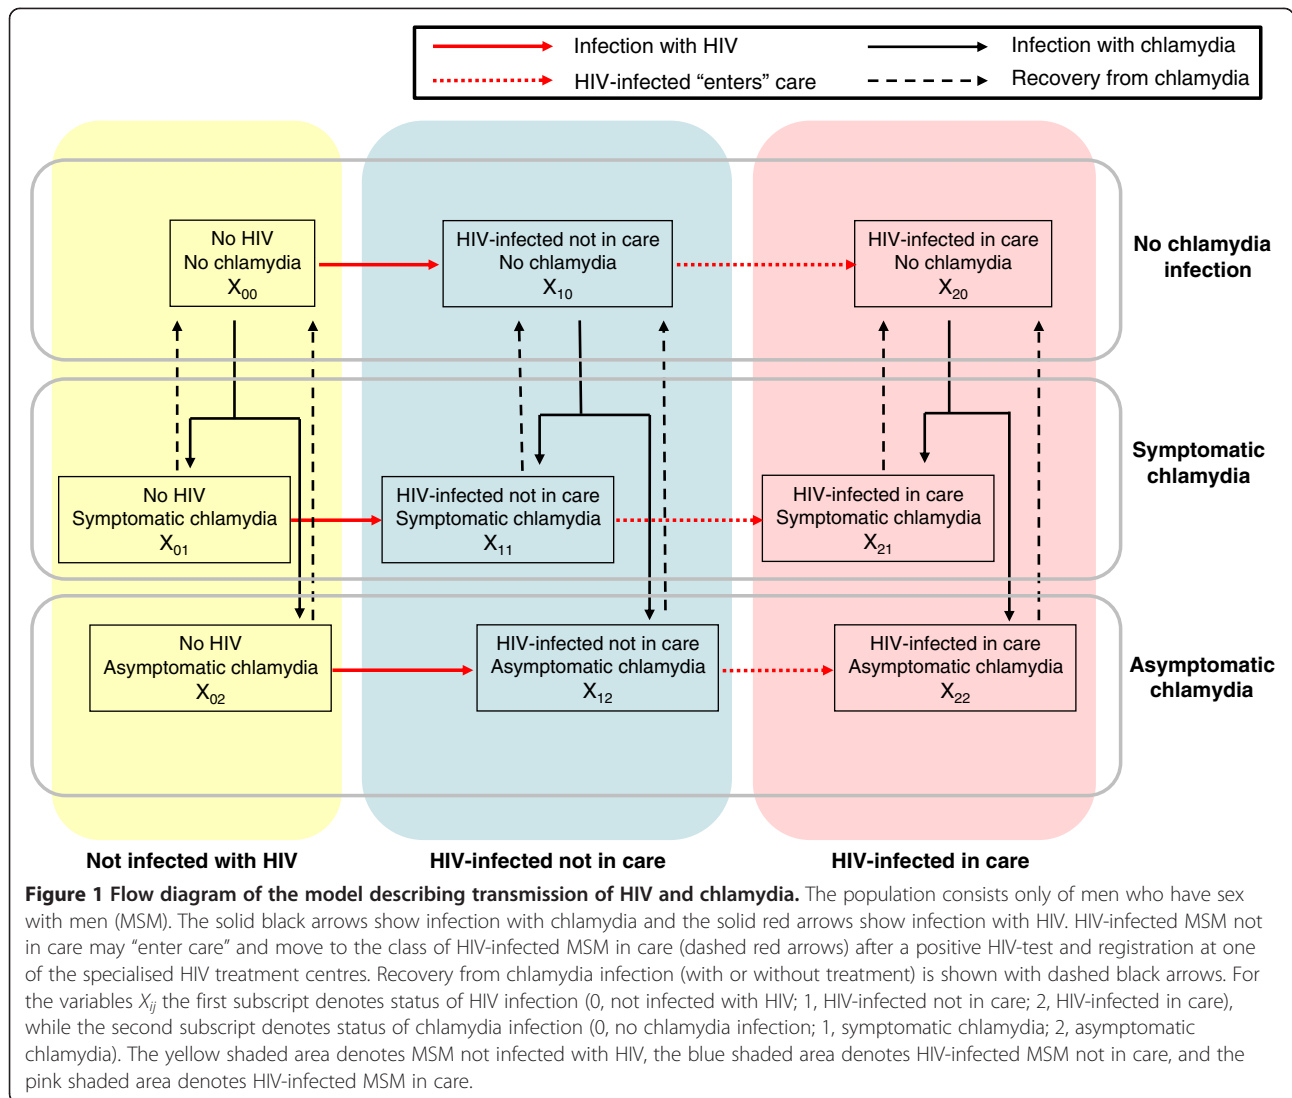 Infection with HIV
Infection with chlamydia
HIV-infected “enters” care
Recovery from chlamydia
No HIV
No chlamydia
X00
HIV-infected not in care
No chlamydia
X10
HIV-infected in care
No chlamydia
X20
No chlamydia
infection
No HIV
Symptomatic chlamydia
X01
HIV-infected not in care
Symptomatic chlamydia
X11
HIV-infected in care
Symptomatic chlamydia
X21
Symptomatic
chlamydia
No HIV
Asymptomatic chlamydia
X02
HIV-infected not in care
Asymptomatic chlamydia
X12
HIV-infected in care
Asymptomatic chlamydia
X22
Asymptomatic
chlamydia
Not infected with HIV
HIV-infected not in care
HIV-infected in care
Figure 1 Flow diagram of the model describing transmission of HIV and chlamydia. The population consists only of men who have sex
with men (MSM). The solid black arrows show infection with chlamydia and the solid red arrows show infection with HIV. HIV-infected MSM not
in care may “enter care” and move to the class of HIV-infected MSM in care (dashed red arrows) after a positive HIV-test and registration at one
of the specialised HIV treatment centres. Recovery from chlamydia infection (with or without treatment) is shown with dashed black arrows. For
the variables Xij the first subscript denotes status of HIV infection (0, not infected with HIV; 1, HIV-infected not in care; 2, HIV-infected in care),
while the second subscript denotes status of chlamydia infection (0, no chlamydia infection; 1, symptomatic chlamydia; 2, asymptomatic
chlamydia). The yellow shaded area denotes MSM not infected with HIV, the blue shaded area denotes HIV-infected MSM not in care, and the
pink shaded area denotes HIV-infected MSM in care.